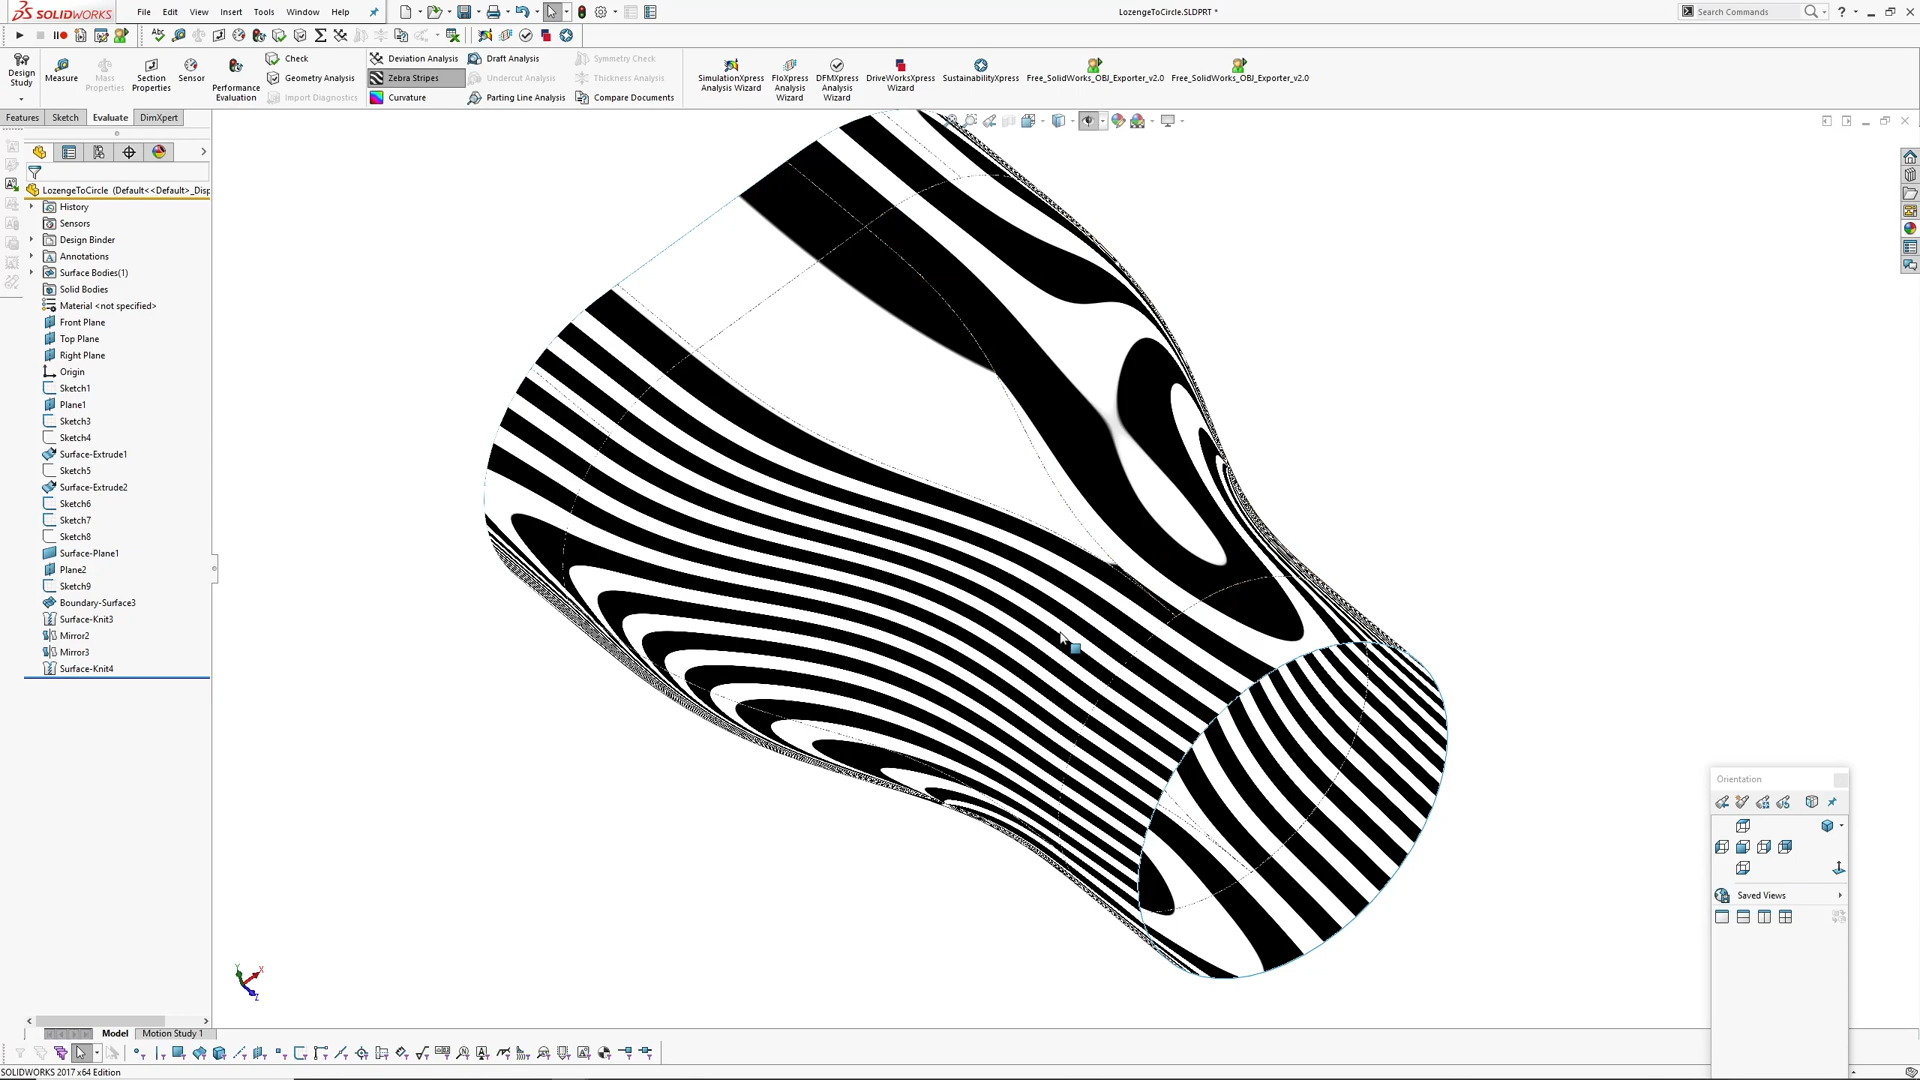 SOLIDWORKS File Edit View Insert Tools Window Help LozengeToCircle.SLDPRT * Search Commands
Design Study
Measure
Mass Properties
Section Properties
Sensor
Performance Evaluation
Check
Geometry Analysis
Import Diagnostics
Deviation Analysis
Zebra Stripes
Curvature
Draft Analysis
Undercut Analysis
Parting Line Analysis
Symmetry Check
Thickness Analysis
Compare Documents
SimulationXpress Analysis Wizard
FloXpress Analysis Wizard
DFMXpress Analysis Wizard
DriveWorksXpress Wizard
SustainabilityXpress
Free_SolidWorks_OBJ_Exporter_v2.0
Free_SolidWorks_OBJ_Exporter_v2.0
Features Sketch Evaluate DimXpert
LozengeToCircle (Default<<Default>_Disp
History
Sensors
Design Binder
Annotations
Surface Bodies(1)
Solid Bodies
Material <not specified>
Front Plane
Top Plane
Right Plane
Origin
Sketch1
Plane1
Sketch3
Sketch4
Surface-Extrude1
Sketch5
Surface-Extrude2
Sketch6
Sketch7
Sketch8
Surface-Plane1
Plane2
Sketch9
Boundary-Surface3
Surface-Knit3
Mirror2
Mirror3
Surface-Knit4
Orientation
Saved Views
Y X Z
Model Motion Study 1
SOLIDWORKS 2017 x64 Edition